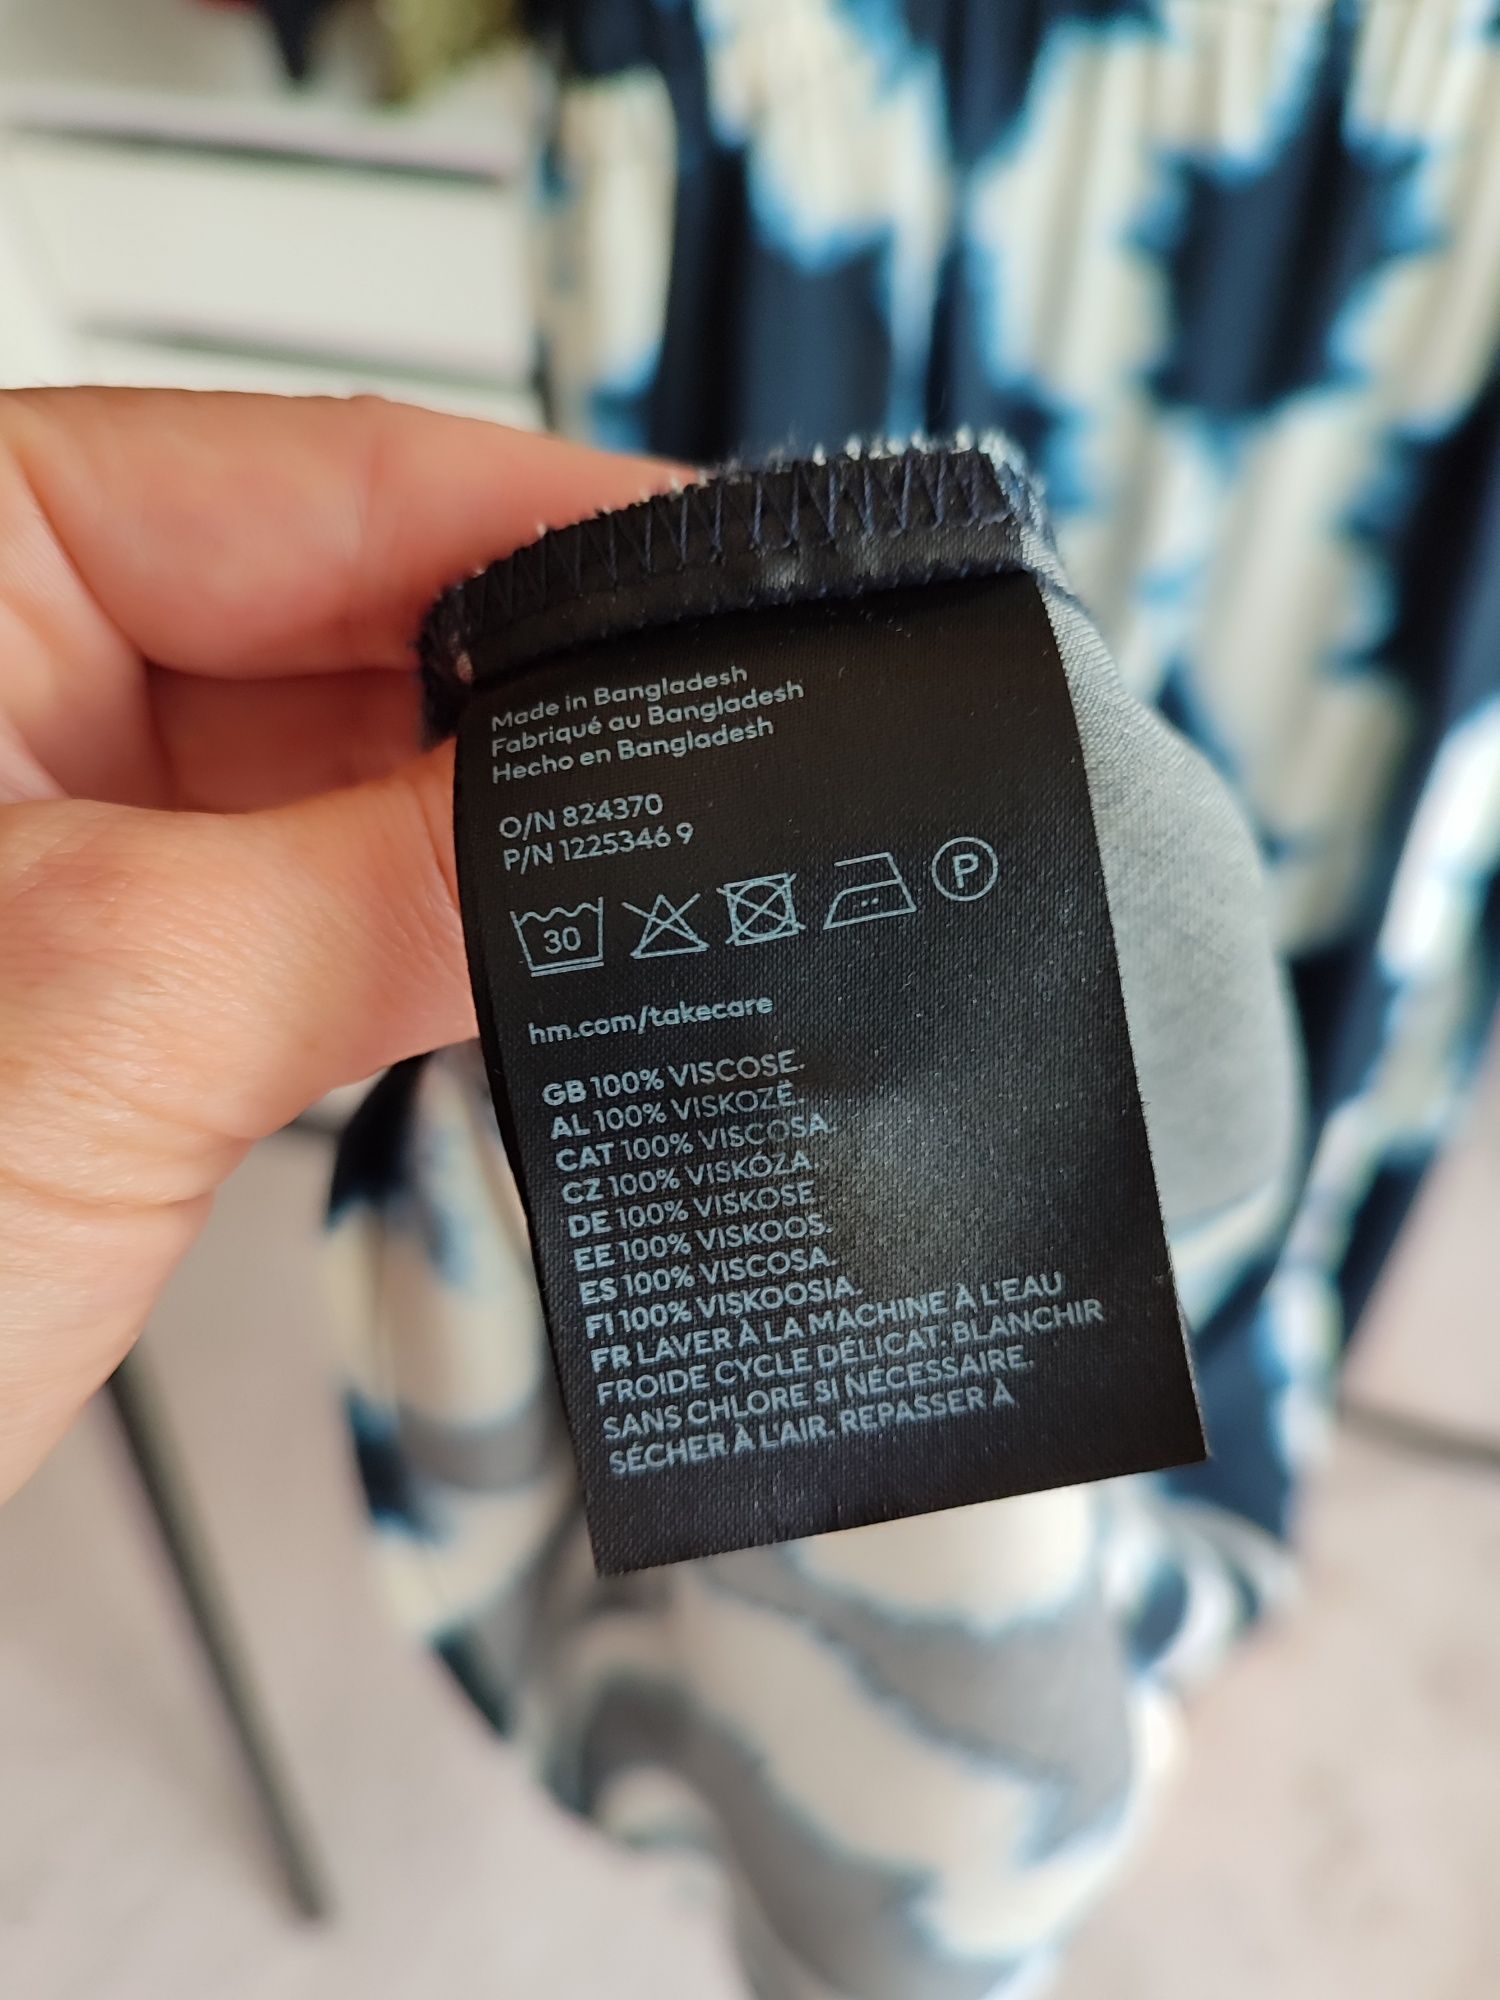 Made in Bangladesh
Fabriqué au Bangladesh
Hecho en Bangladesh
O/N 824370
P/N 1225346 9
30
P
hm.com/takecare
GB 100% VISCOSE.
AL 100% VISKOZË.
CAT 100% VISCOSA.
CZ 100% VISKÓZA.
DE 100% VISKOSE
EE 100% VISKOOS.
ES 100% VISCOSA.
FI 100% VISKOOSIA.
FR LAVER À LA MACHINE À L'EAU
FROIDE CYCLE DÉLICAT. BLANCHIR
SANS CHLORE SI NÉCESSAIRE.
SÉCHER À L'AIR. REPASSER À